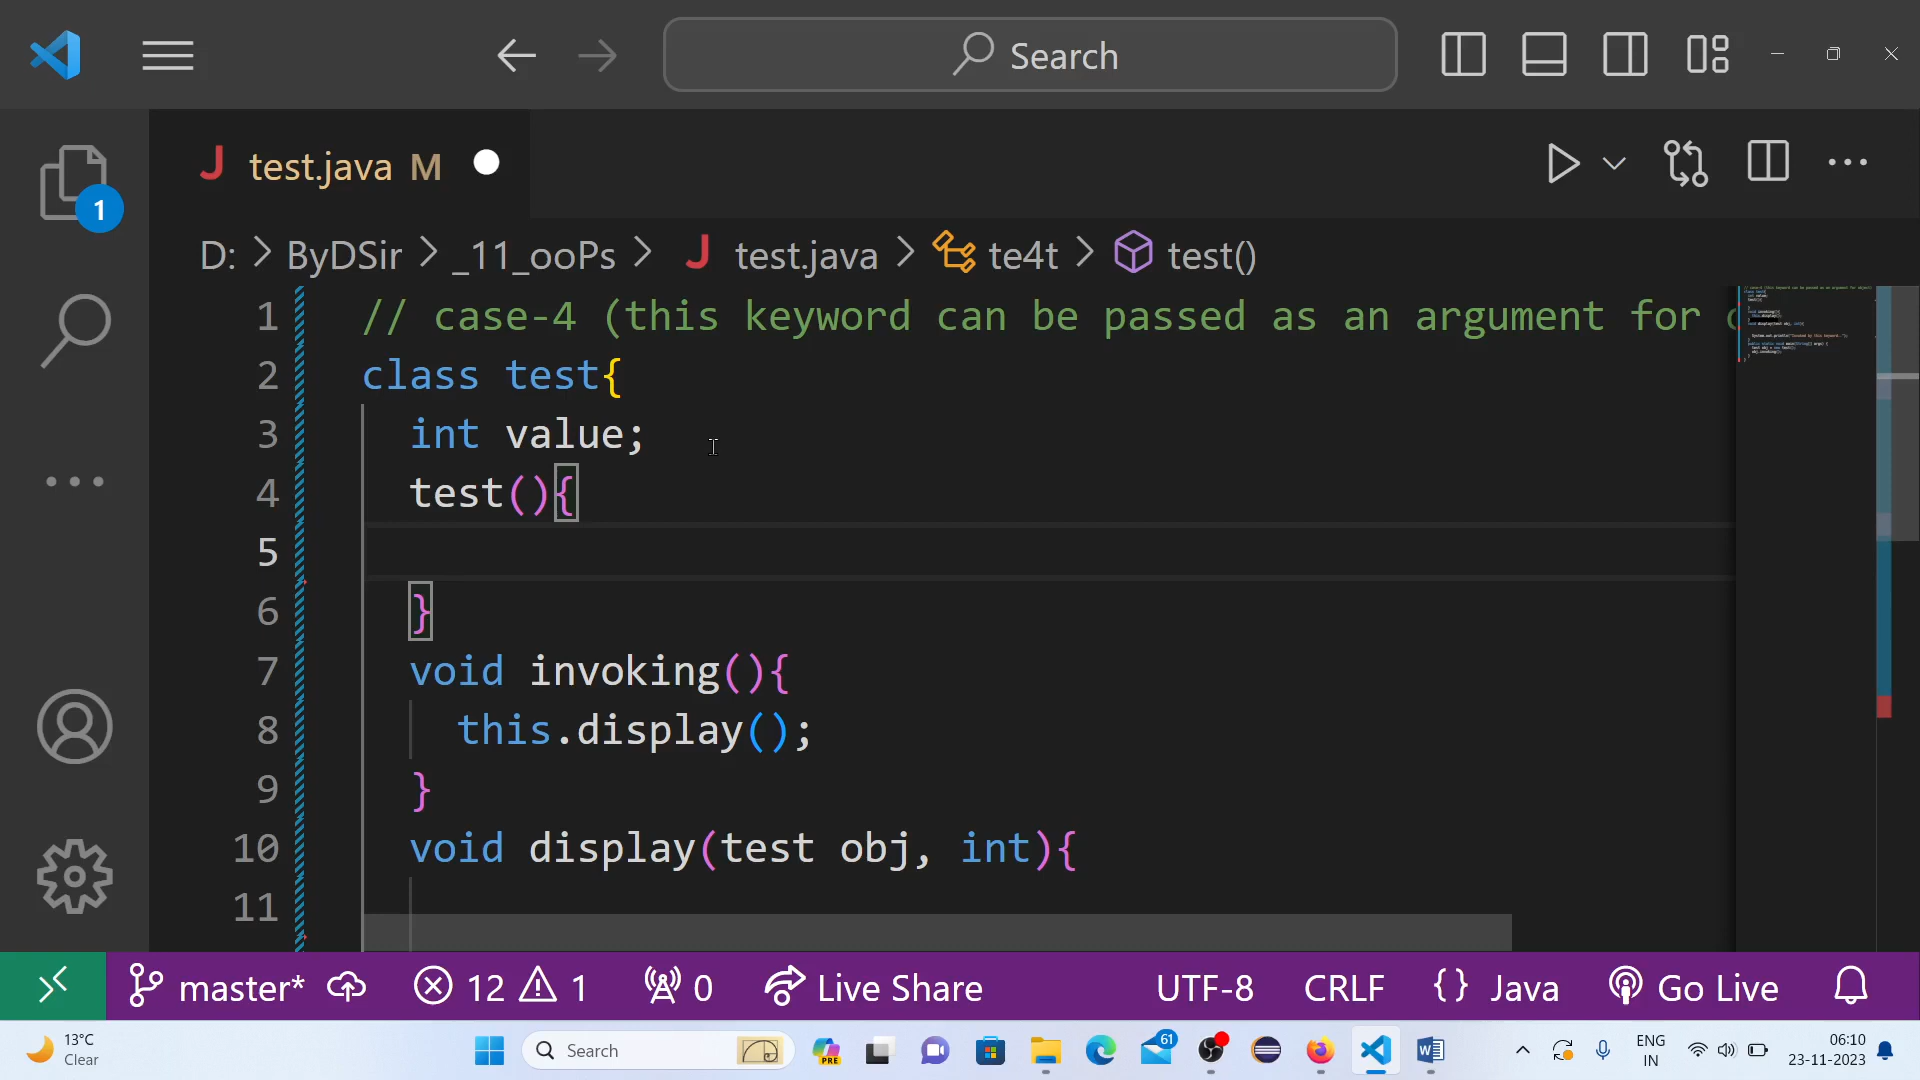 Search
test.java M
D: > ByDSir > _11_ooPs > test.java > te4t > test()
1 // case-4 (this keyword can be passed as an argument for
2 class test{
3 int value;
4 test(){
5
6 }
7 void invoking(){
8 this.display();
9 }
10 void display(test obj, int){
11
1
master* 12 1 0 Live Share UTF-8 CRLF {} Java Go Live
13°C
Clear
Search
PRE
61
ENG
IN
06:10
23-11-2023